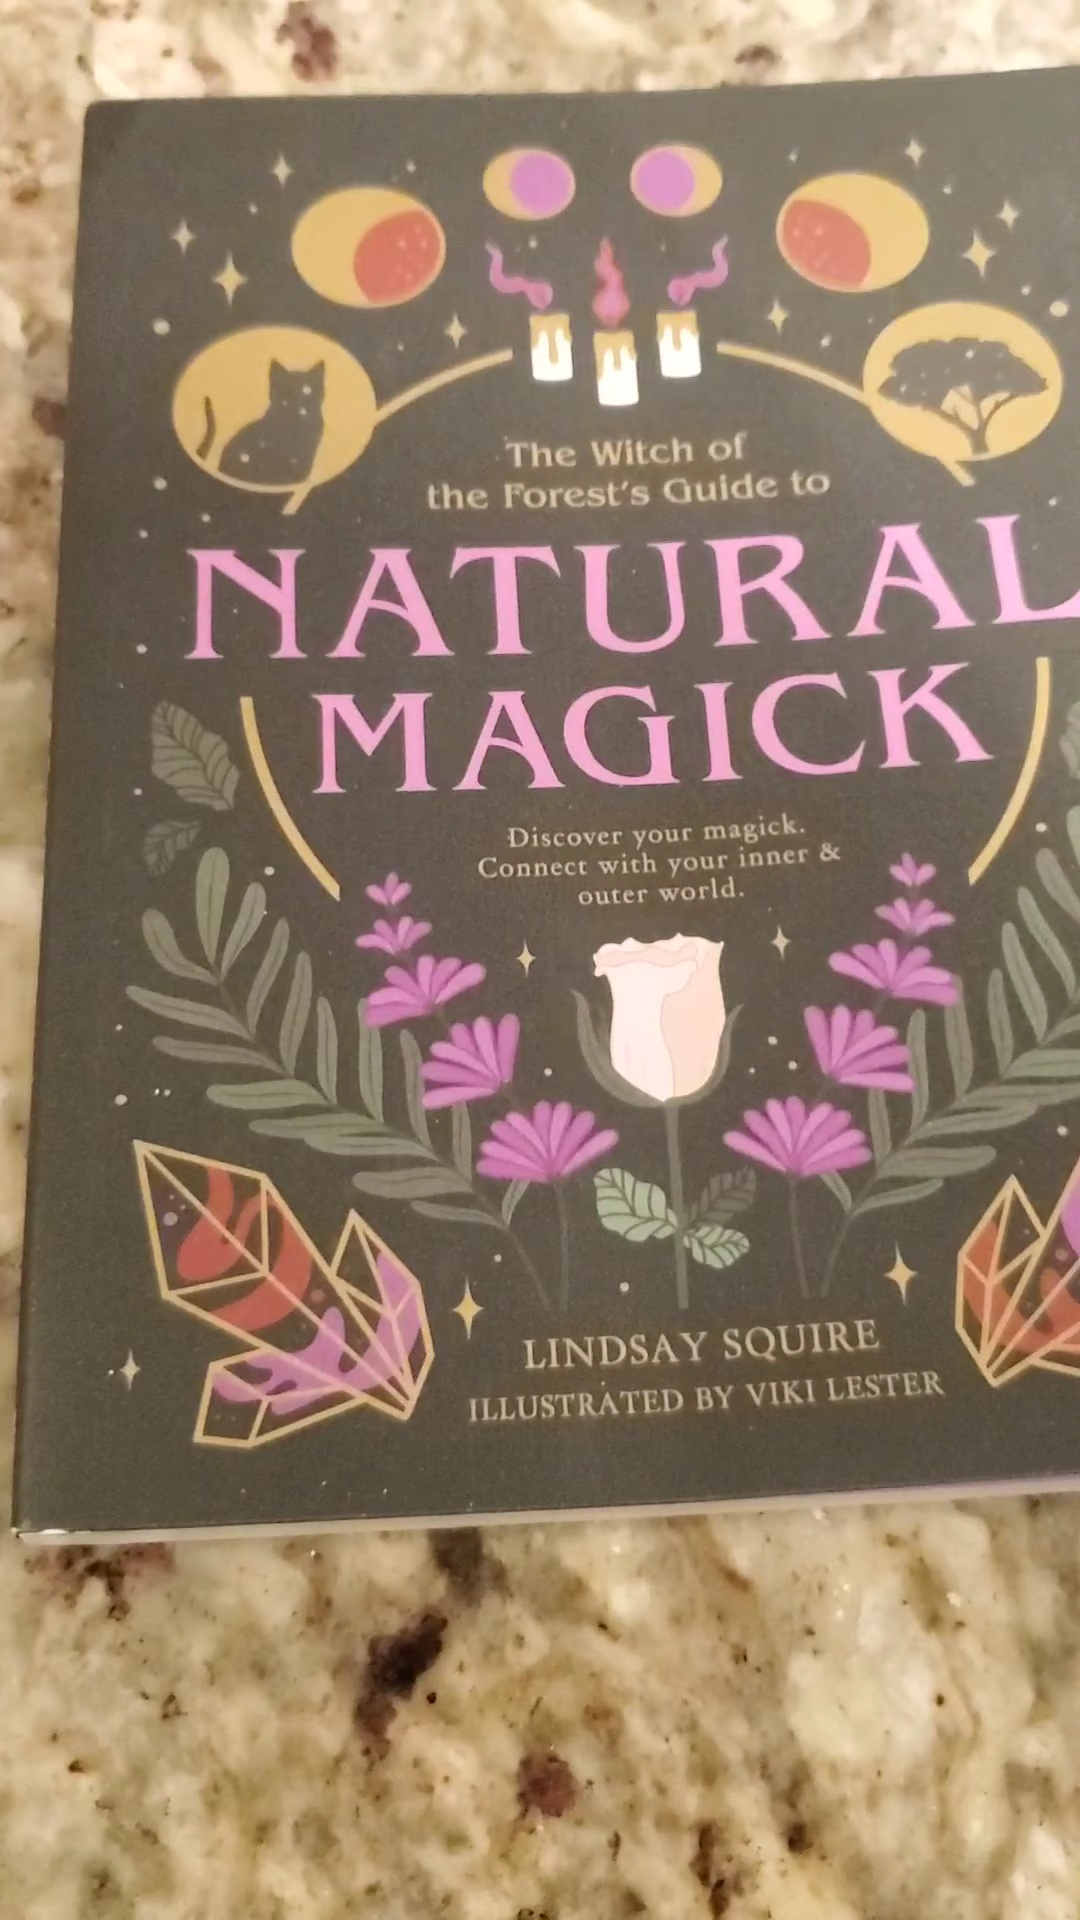 The Witch of
the Forest's Guide to
NATURAL
MAGICK
Discover your magick.
Connect with your inner &
outer world.
LINDSAY SQUIRE
ILLUSTRATED BY VIKI LESTER